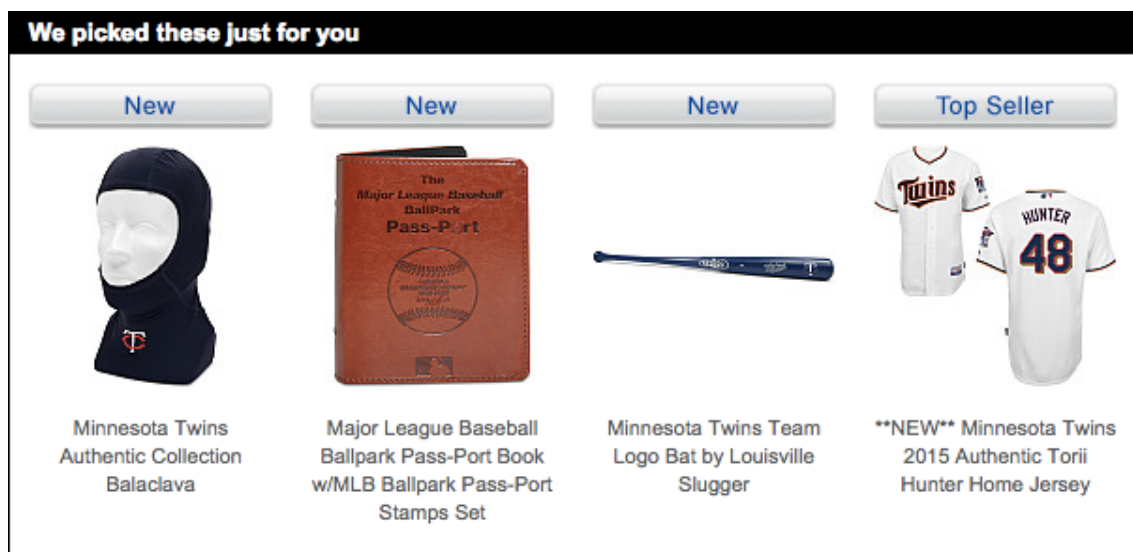 We picked these just for you
New
New
New
Top Seller
The
Major League Baseball
BallPark
Pass-Port
Twins
HUNTER
48
Minnesota Twins
Authentic Collection
Balaclava
Major League Baseball
Ballpark Pass-Port Book
w/MLB Ballpark Pass-Port
Stamps Set
Minnesota Twins Team
Logo Bat by Louisville
Slugger
**NEW** Minnesota Twins
2015 Authentic Torii
Hunter Home Jersey